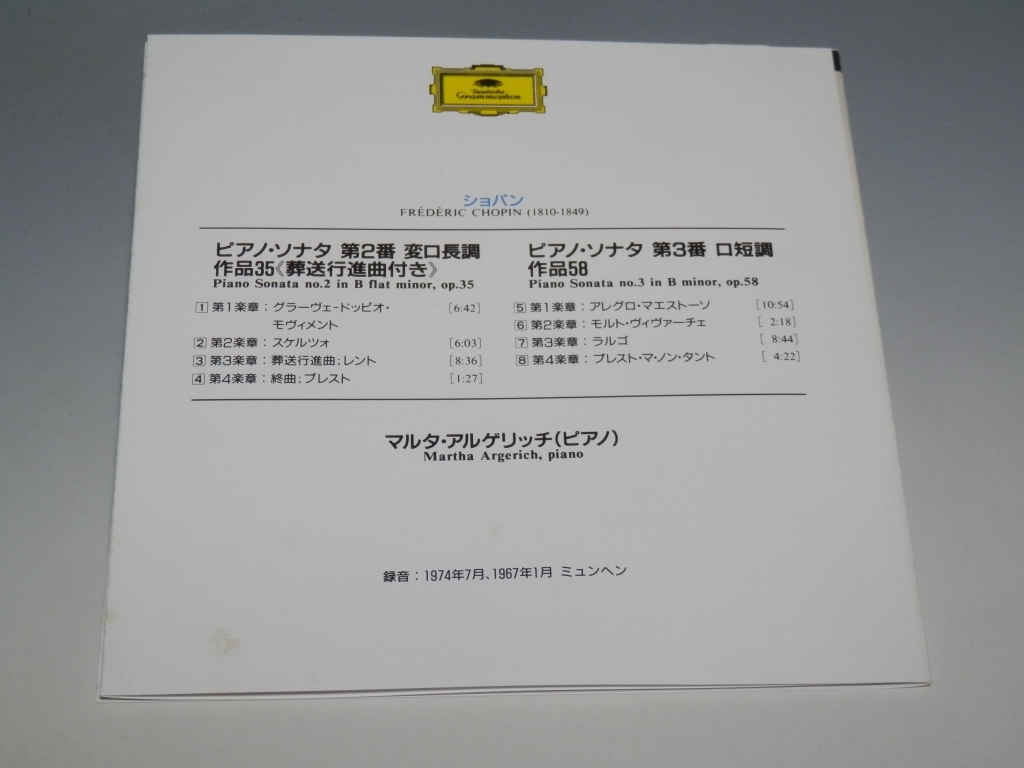 Deutsche
Grammophon
ショパン
FRÉDÉRIC CHOPIN (1810-1849)
ピアノ・ソナタ 第2番 変ロ長調
作品35《葬送行進曲付き》
Piano Sonata no.2 in B flat minor, op.35
1 第1楽章：グラーヴェ-ドッピオ・ [6:42]
モヴィメント
2 第2楽章：スケルツォ [6:03]
3 第3楽章：葬送行進曲；レント [8:36]
4 第4楽章：終曲；プレスト [1:27]
ピアノ・ソナタ 第3番 ロ短調
作品58
Piano Sonata no.3 in B minor, op.58
5 第1楽章：アレグロ・マエストーソ [10:54]
6 第2楽章：モルト・ヴィヴァーチェ [ 2:18]
7 第3楽章：ラルゴ [ 8:44]
8 第4楽章：プレスト・マ・ノン・タント [ 4:22]
マルタ・アルゲリッチ(ピアノ)
Martha Argerich, piano
録音：1974年7月、1967年1月 ミュンヘン